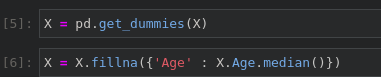 [5]: X = pd.get_dummies(X)
[6]: X = X.fillna({'Age' : X.Age.median()})